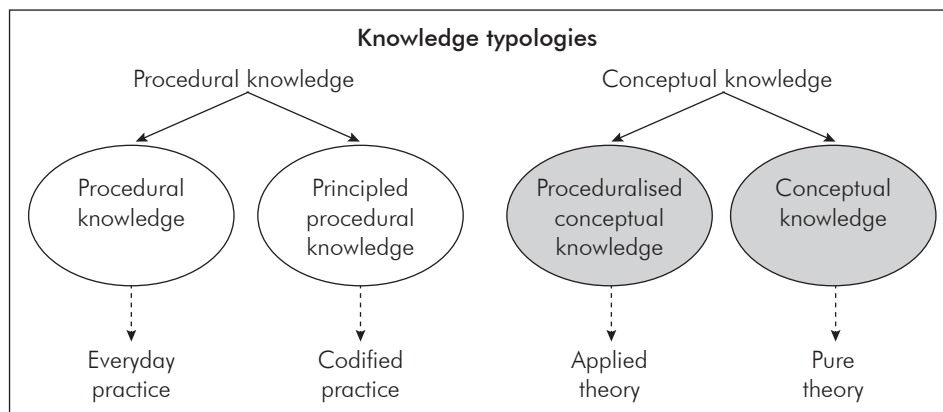 Knowledge typologies
Procedural knowledge
Conceptual knowledge
Procedural
knowledge
Principled
procedural
knowledge
Proceduralised
conceptual
knowledge
Conceptual
knowledge
Everyday
practice
Codified
practice
Applied
theory
Pure
theory